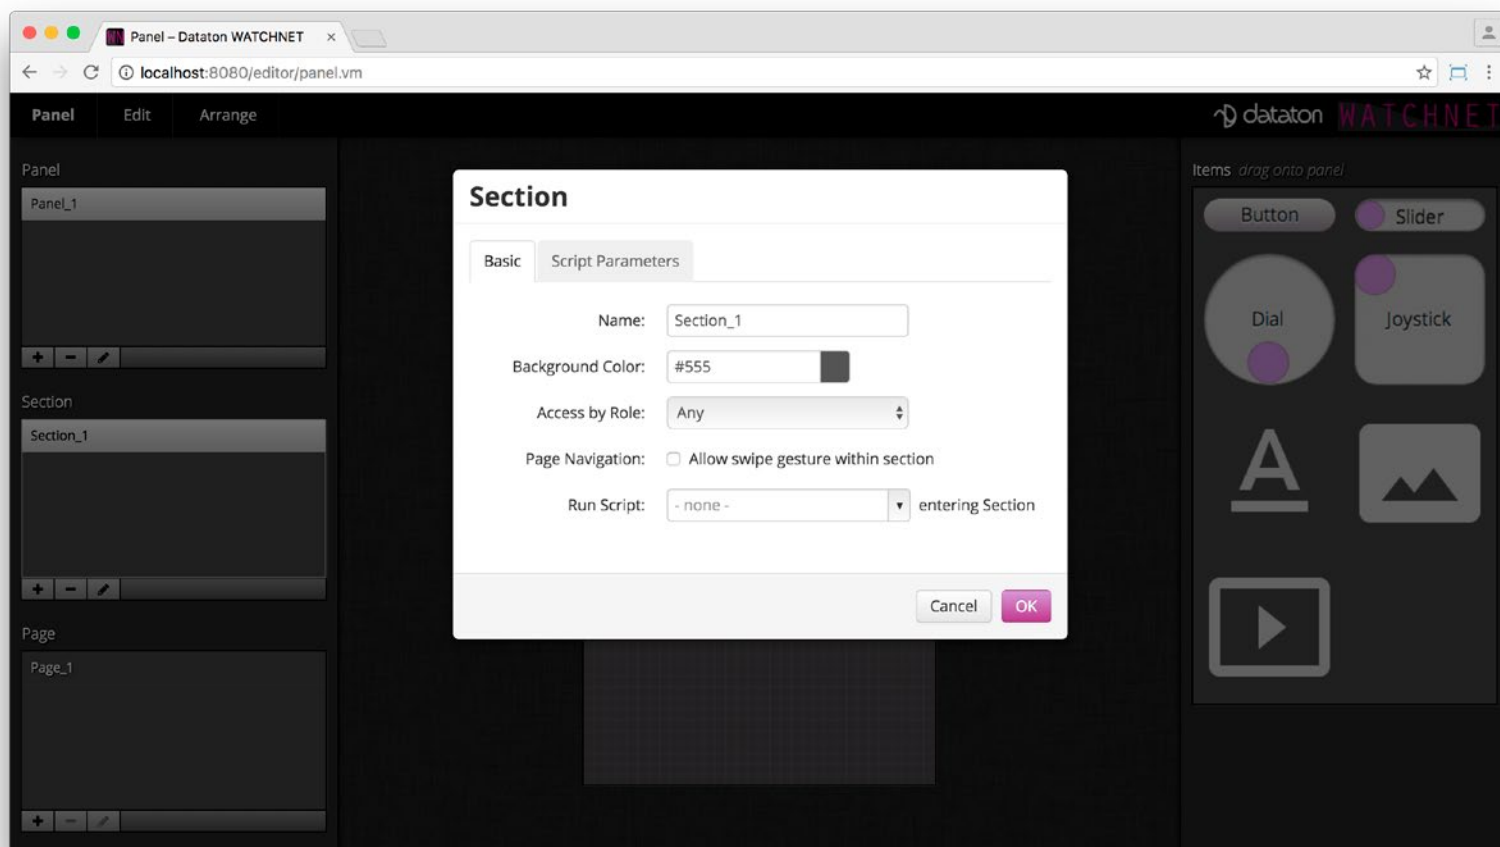 Panel – Dataton WATCHNET
localhost:8080/editor/panel.vm
Panel Edit Arrange
dataton WATCHNET
Panel
Panel_1
Section
Section_1
Page
Page_1
Section
Basic Script Parameters
Name: Section_1
Background Color: #555
Access by Role: Any
Page Navigation: Allow swipe gesture within section
Run Script: - none - entering Section
Cancel OK
Items drag onto panel
Button Slider
Dial Joystick
A